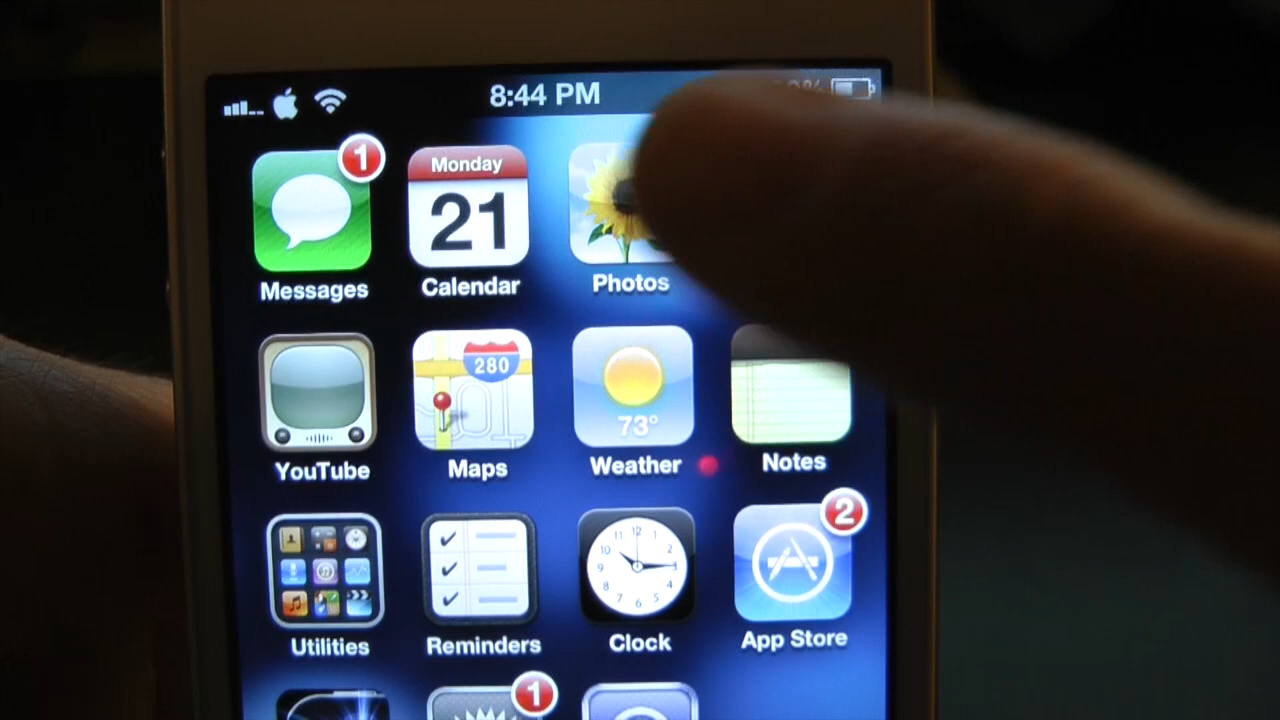 8:44 PM
1
Monday
21
Messages
Calendar
Photos
280
73°
YouTube
Maps
Weather
Notes
2
12
Utilities
Reminders
Clock
App Store
1